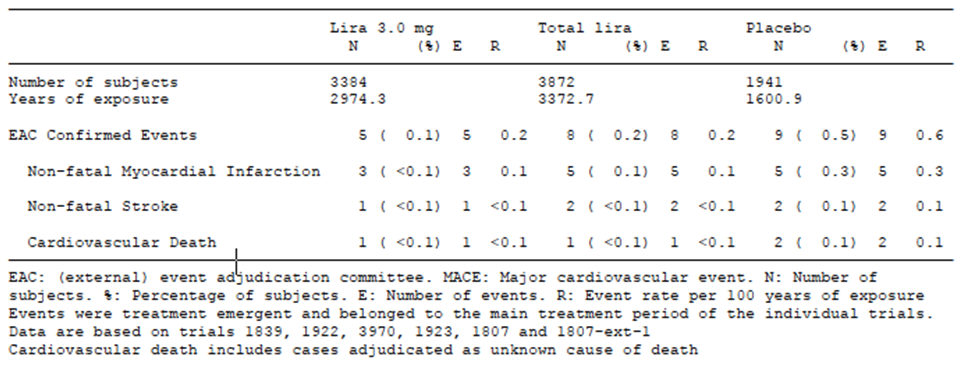 Lira 3.0 mg Total lira Placebo
N (%) E R N (%) E R N (%) E R
Number of subjects 3384 3872 1941
Years of exposure 2974.3 3372.7 1600.9
EAC Confirmed Events 5 ( 0.1) 5 0.2 8 ( 0.2) 8 0.2 9 ( 0.5) 9 0.6
Non-fatal Myocardial Infarction 3 ( <0.1) 3 0.1 5 ( 0.1) 5 0.1 5 ( 0.3) 5 0.3
Non-fatal Stroke 1 ( <0.1) 1 <0.1 2 ( <0.1) 2 <0.1 2 ( 0.1) 2 0.1
Cardiovascular Death 1 ( <0.1) 1 <0.1 1 ( <0.1) 1 <0.1 2 ( 0.1) 2 0.1
EAC: (external) event adjudication committee. MACE: Major cardiovascular event. N: Number of
subjects. %: Percentage of subjects. E: Number of events. R: Event rate per 100 years of exposure
Events were treatment emergent and belonged to the main treatment period of the individual trials.
Data are based on trials 1839, 1922, 3970, 1923, 1807 and 1807-ext-1
Cardiovascular death includes cases adjudicated as unknown cause of death